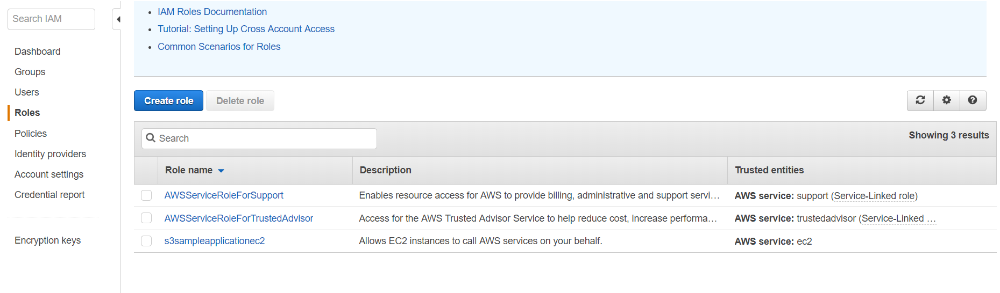 Search IAM
Dashboard
Groups
Users
Roles
Policies
Identity providers
Account settings
Credential report
Encryption keys
IAM Roles Documentation
Tutorial: Setting Up Cross Account Access
Common Scenarios for Roles
Create role Delete role
Search
Showing 3 results
Role name Description Trusted entities
AWSServiceRoleForSupport Enables resource access for AWS to provide billing, administrative and support servi… AWS service: support (Service-Linked role)
AWSServiceRoleForTrustedAdvisor Access for the AWS Trusted Advisor Service to help reduce cost, increase performa… AWS service: trustedadvisor (Service-Linked …
s3sampleapplicationec2 Allows EC2 instances to call AWS services on your behalf. AWS service: ec2